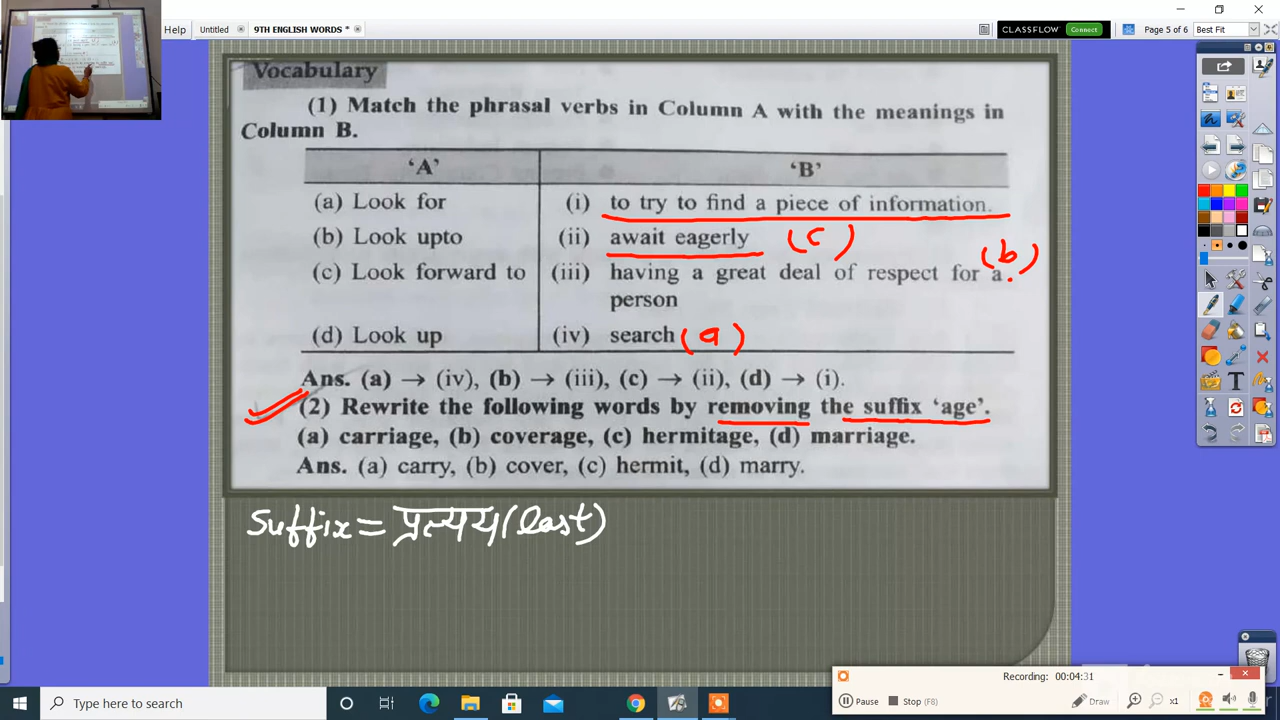 Help
Untitled
9TH ENGLISH WORDS *
CLASSFLOW
Connect
Page 5 of 6
Best Fit
Vocabulary
(1) Match the phrasal verbs in Column A with the meanings in
Column B.
'A' 'B'
(a) Look for (i) to try to find a piece of information.
(b) Look upto (ii) await eagerly (c)
(b)
(c) Look forward to (iii) having a great deal of respect for a
person
(d) Look up (iv) search (a)
Ans. (a) → (iv), (b) → (iii), (c) → (ii), (d) → (i).
(2) Rewrite the following words by removing the suffix 'age'.
(a) carriage, (b) coverage, (c) hermitage, (d) marriage.
Ans. (a) carry, (b) cover, (c) hermit, (d) marry.
Suffix = प्रत्यय (last)
Recording: 00:04:31
Pause
Stop (F8)
Draw
x1
Type here to search